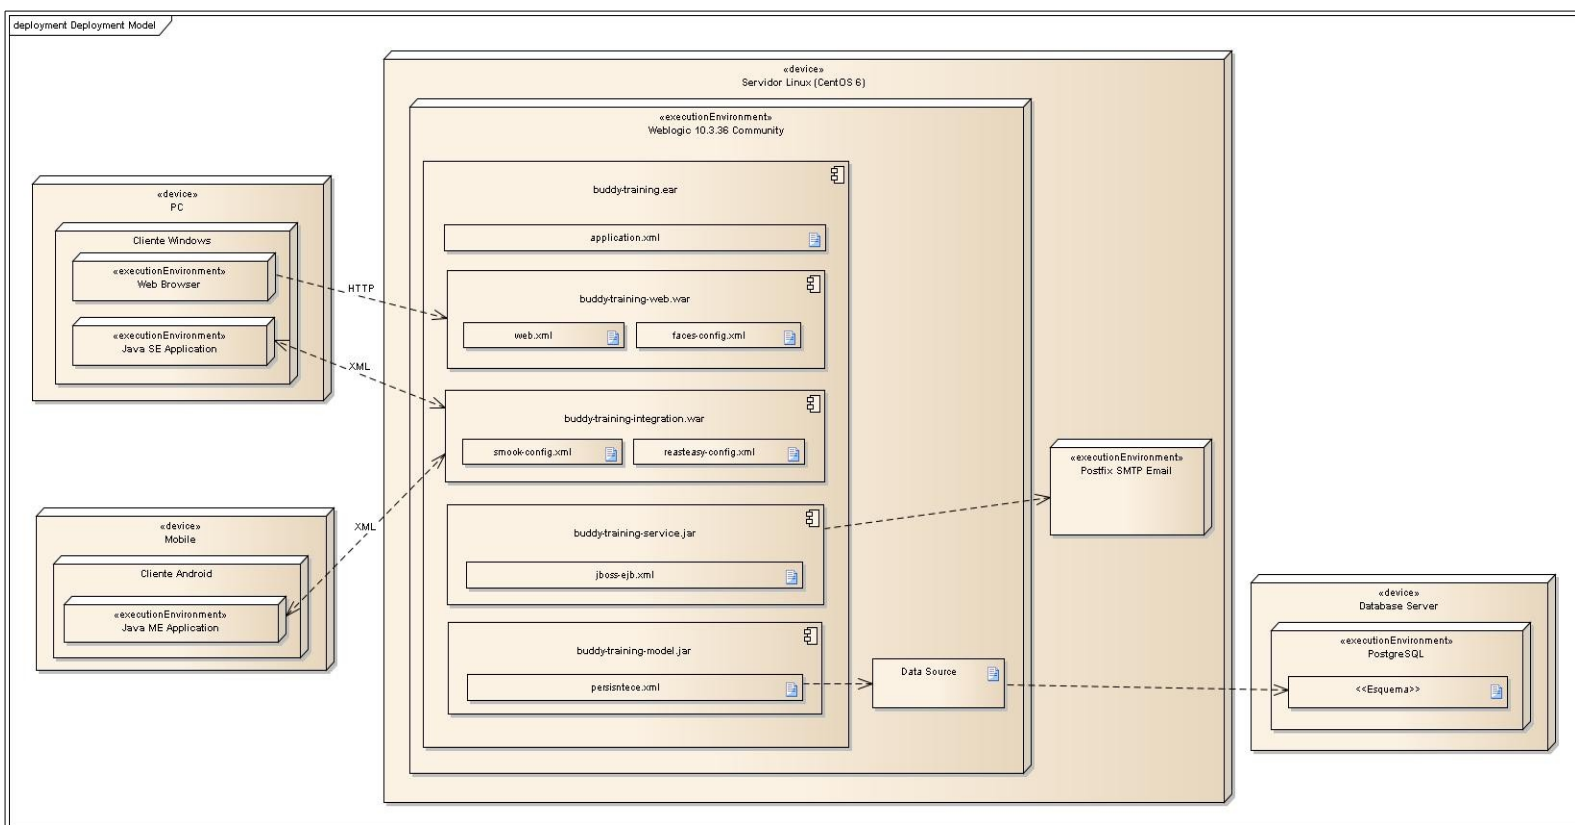 deployment Deployment Model
«device»
Servidor Linux (CentOS 6)
«executionEnvironment»
Weblogic 10.3.36 Community
buddy-training.ear
application.xml
buddy-training-web.war
web.xml
faces-config.xml
buddy-training-integration.war
smook-config.xml
reasteasy-config.xml
buddy-training-service.jar
jboss-ejb.xml
buddy-training-model.jar
persisntece.xml
Data Source
«executionEnvironment»
Postfix SMTP Email
«device»
PC
Cliente Windows
«executionEnvironment»
Web Browser
«executionEnvironment»
Java SE Application
HTTP
XML
XML
«device»
Mobile
Cliente Android
«executionEnvironment»
Java ME Application
«device»
Database Server
«executionEnvironment»
PostgreSQL
<<Esquema>>